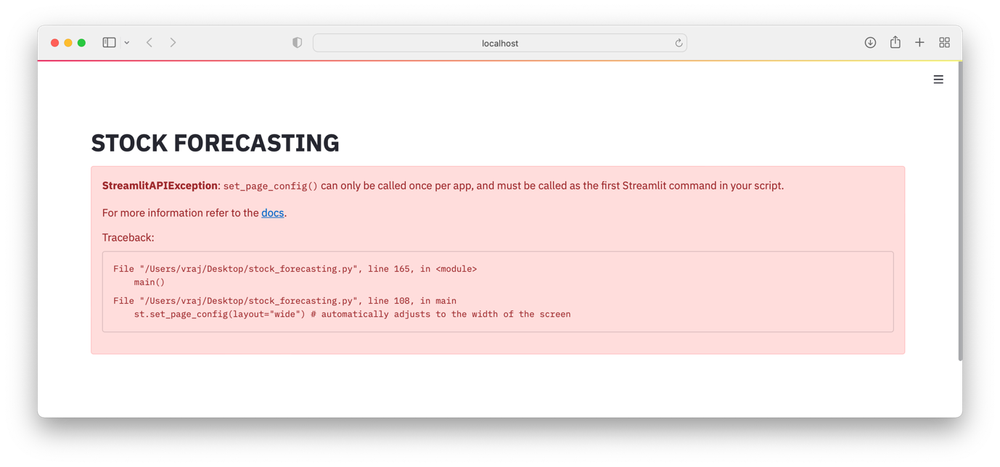 localhost
STOCK FORECASTING
StreamlitAPIException: set_page_config() can only be called once per app, and must be called as the first Streamlit command in your script.
For more information refer to the docs.
Traceback:
File "/Users/vraj/Desktop/stock_forecasting.py", line 165, in <module>
    main()
File "/Users/vraj/Desktop/stock_forecasting.py", line 108, in main
    st.set_page_config(layout="wide") # automatically adjusts to the width of the screen